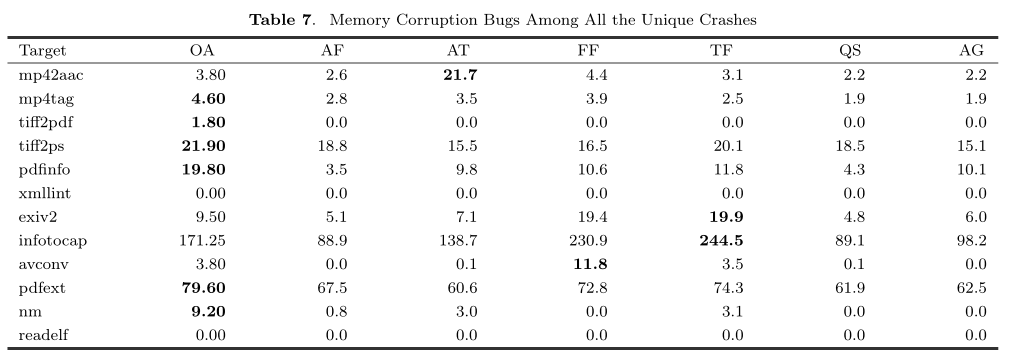 Table 7. Memory Corruption Bugs Among All the Unique Crashes
Target OA AF AT FF TF QS AG
mp42aac 3.80 2.6 21.7 4.4 3.1 2.2 2.2
mp4tag 4.60 2.8 3.5 3.9 2.5 1.9 1.9
tiff2pdf 1.80 0.0 0.0 0.0 0.0 0.0 0.0
tiff2ps 21.90 18.8 15.5 16.5 20.1 18.5 15.1
pdfinfo 19.80 3.5 9.8 10.6 11.8 4.3 10.1
xmllint 0.00 0.0 0.0 0.0 0.0 0.0 0.0
exiv2 9.50 5.1 7.1 19.4 19.9 4.8 6.0
infotocap 171.25 88.9 138.7 230.9 244.5 89.1 98.2
avconv 3.80 0.0 0.1 11.8 3.5 0.1 0.0
pdfext 79.60 67.5 60.6 72.8 74.3 61.9 62.5
nm 9.20 0.8 3.0 0.0 3.1 0.0 0.0
readelf 0.00 0.0 0.0 0.0 0.0 0.0 0.0